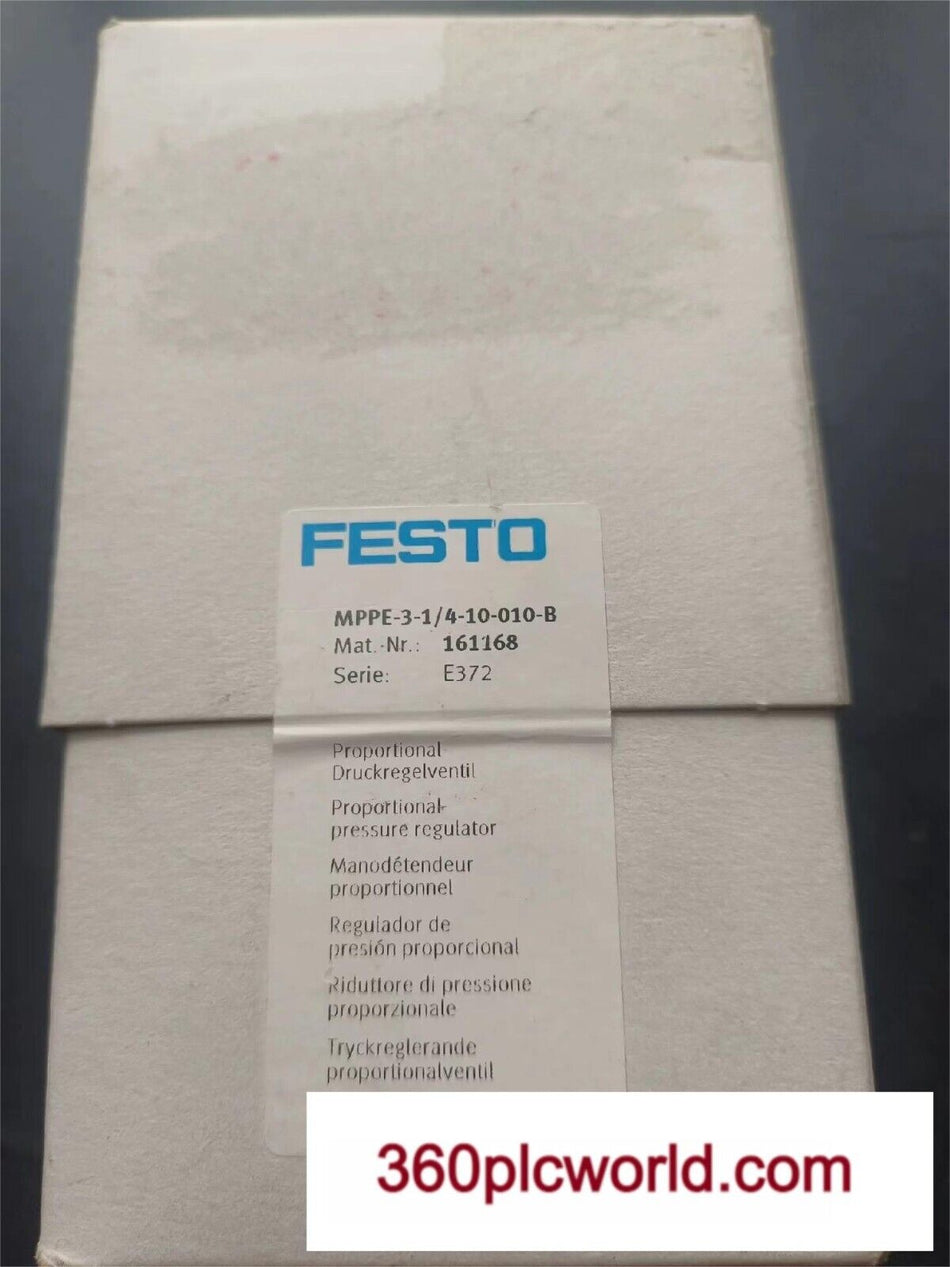 FESTO
MPPE-3-1/4-10-010-B
Mat.-Nr.: 161168
Serie: E372
Proportional-
Druckregelventil
Proportional-
pressure regulator
Manodétendeur
proportionnel
Regulador de
presión proporcional
Riduttore di pressione
proporzionale
Tryckreglerande
proportionalventil
360plcworld.com